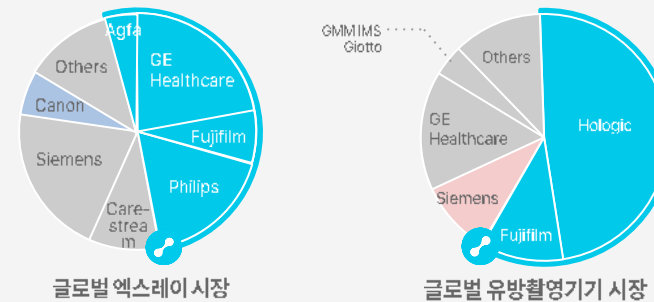 Agfa
GE
Healthcare
Others
Canon
Fujifilm
Siemens
Philips
Care-
strea
m
글로벌 엑스레이 시장
GMM IMS
Giotto
Others
Hologic
GE
Healthcare
Siemens
Fujifilm
글로벌 유방촬영기기 시장